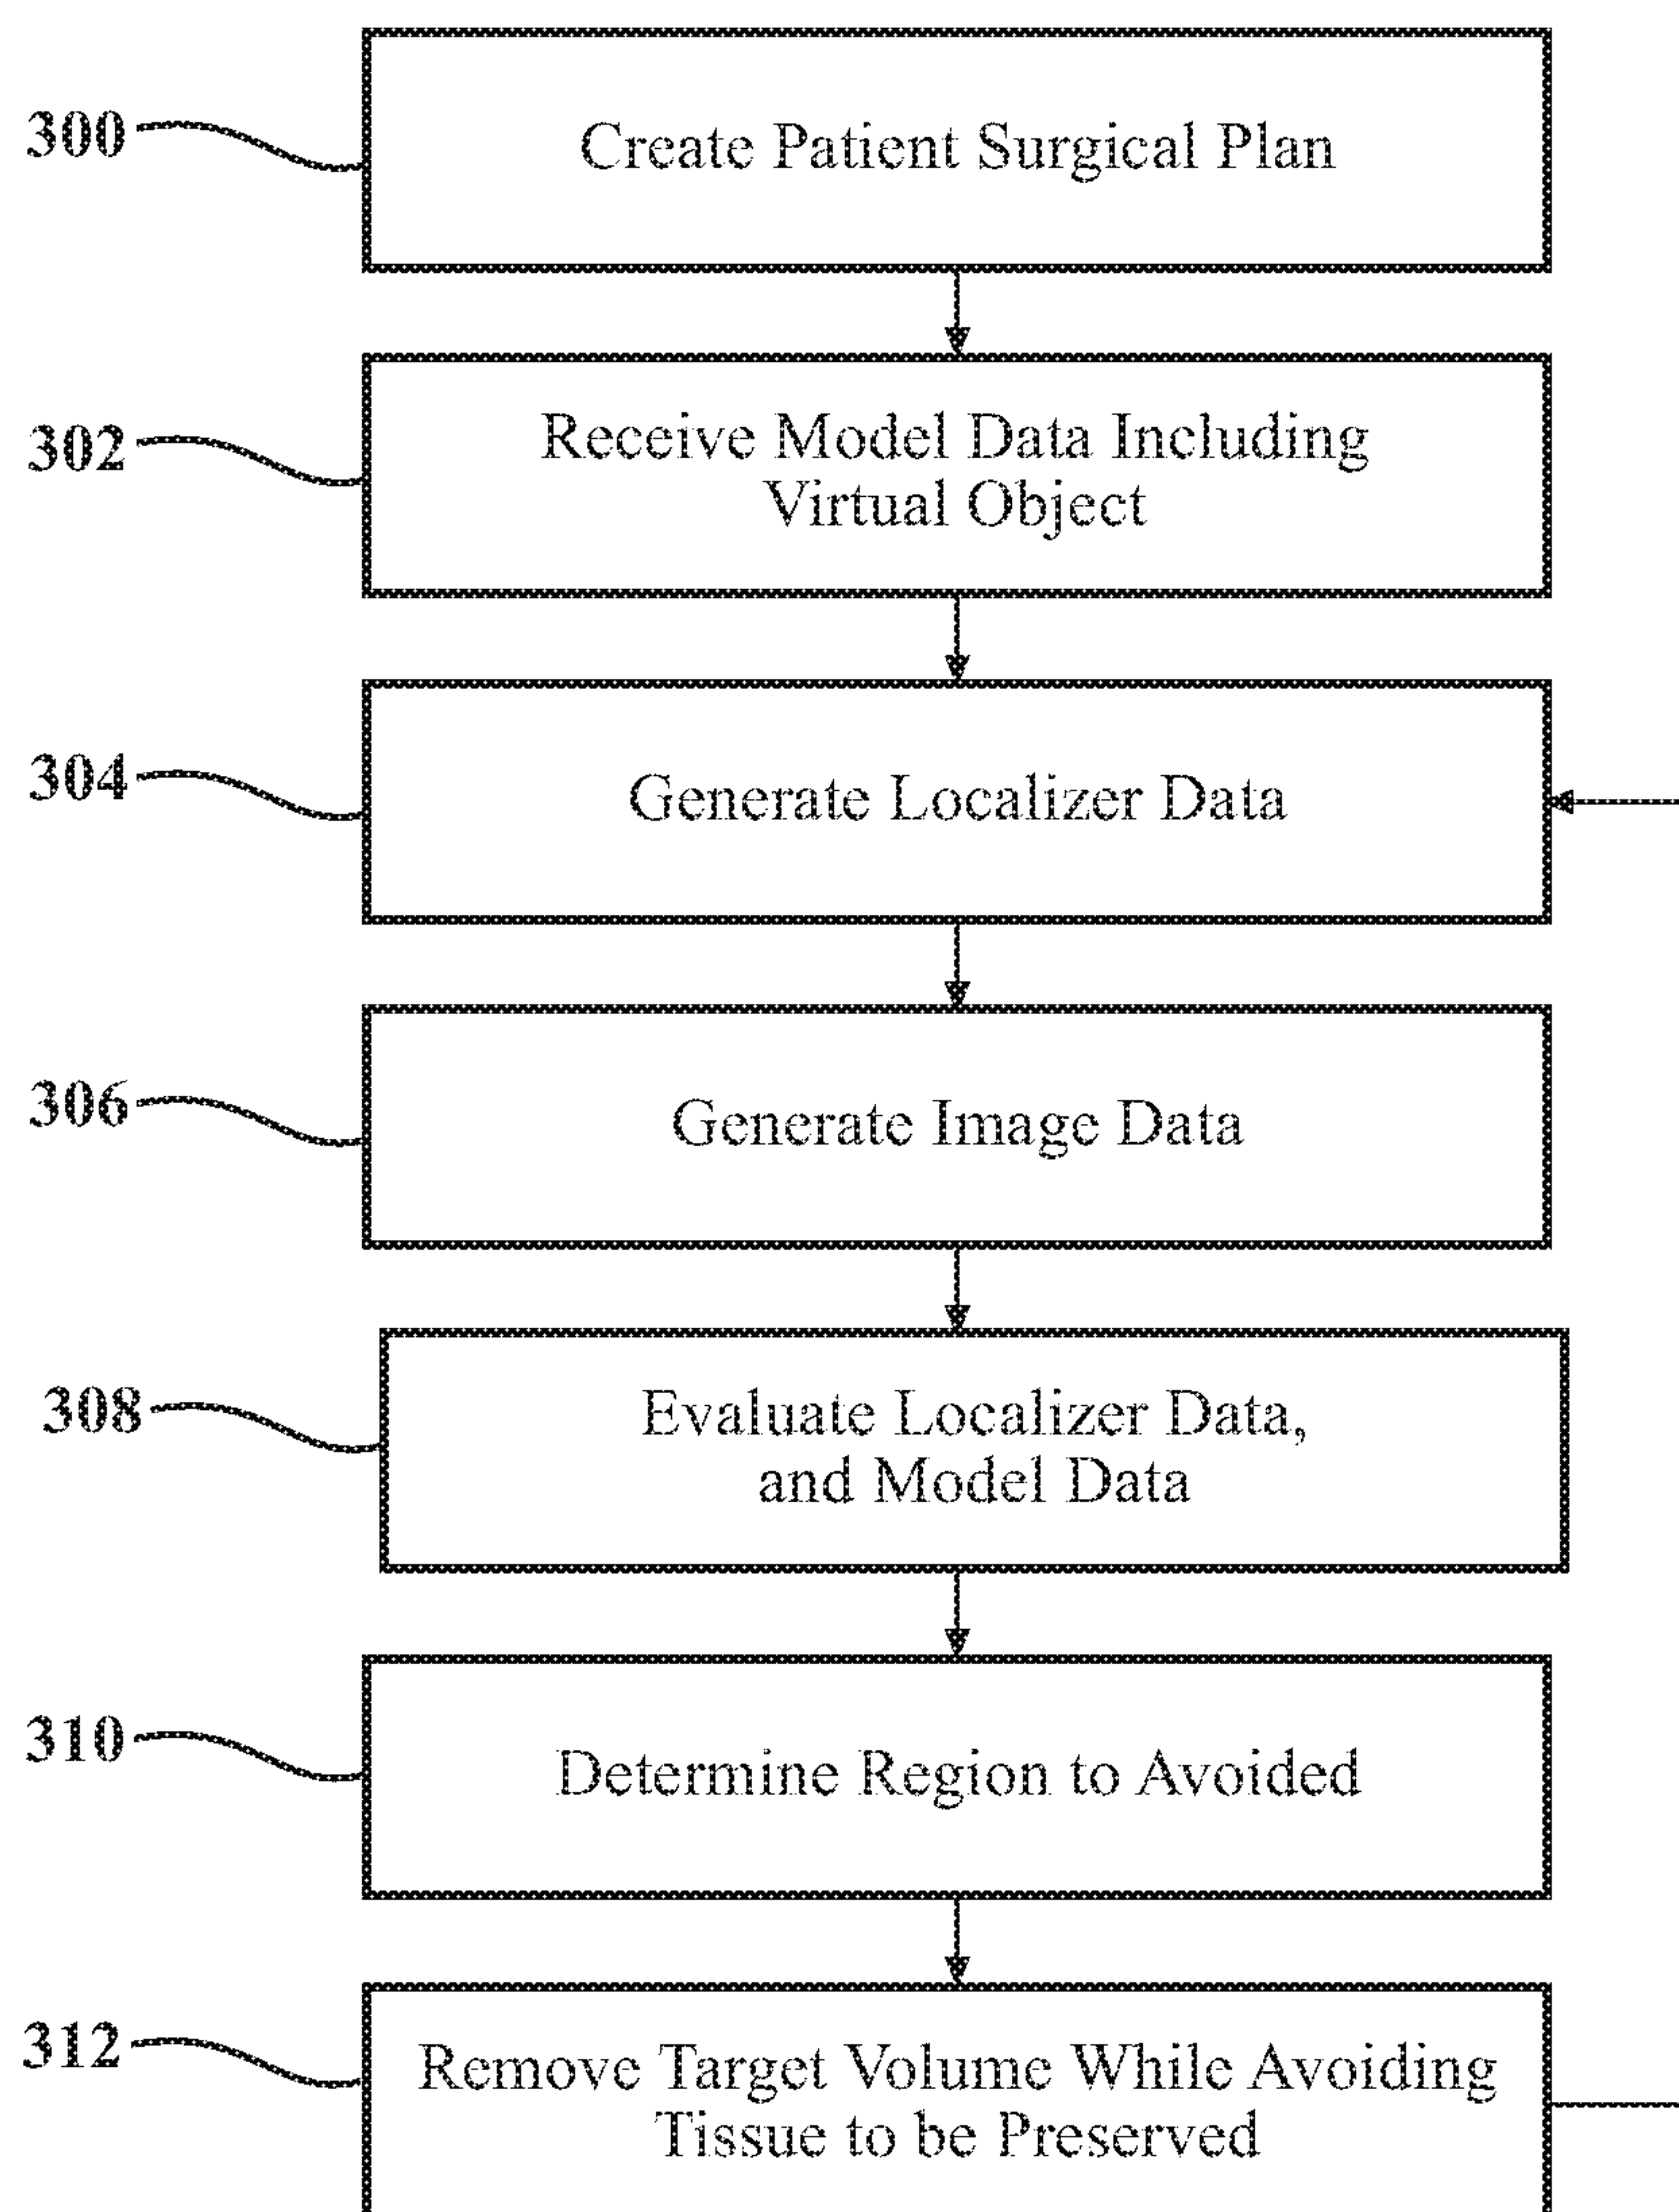 300
Create Patient Surgical Plan
302
Receive Model Data Including
Virtual Object
304
Generate Localizer Data
306
Generate Image Data
308
Evaluate Localizer Data,
and Model Data
310
Determine Region to Avoided
312
Remove Target Volume While Avoiding
Tissue to be Preserved